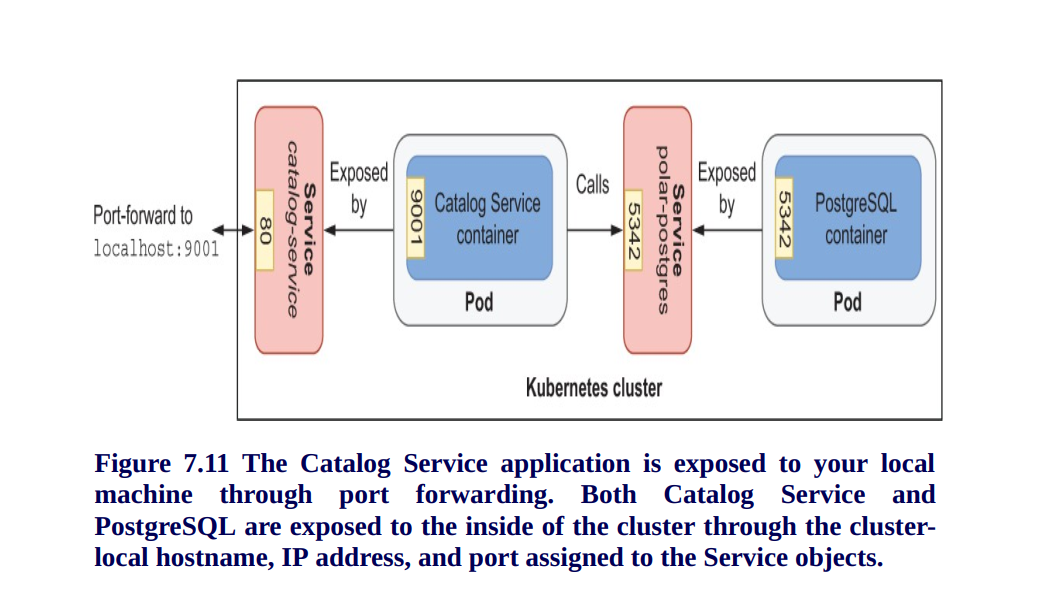 Port-forward to
localhost:9001
80
Service
catalog-service
Exposed
by
9001
Catalog Service
container
Pod
Calls
5342
Service
polar-postgres
Exposed
by
5342
PostgreSQL
container
Pod
Kubernetes cluster
Figure 7.11 The Catalog Service application is exposed to your local
machine through port forwarding. Both Catalog Service and
PostgreSQL are exposed to the inside of the cluster through the cluster-
local hostname, IP address, and port assigned to the Service objects.